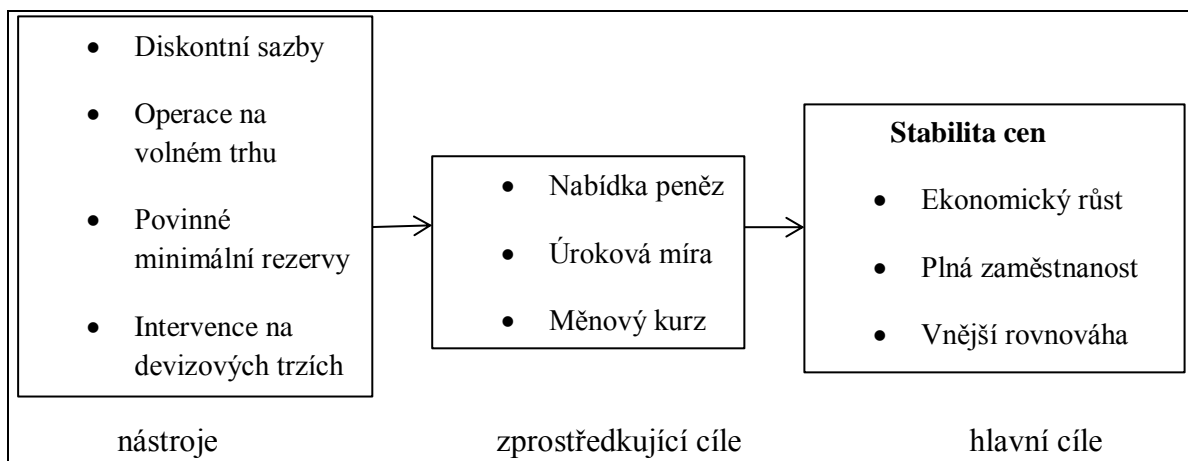 • Diskontní sazby
• Operace na
volném trhu
• Povinné
minimální rezervy
• Intervence na
devizových trzích
• Nabídka peněz
• Úroková míra
• Měnový kurz
Stabilita cen
• Ekonomický růst
• Plná zaměstnanost
• Vnější rovnováha
nástroje
zprostředkující cíle
hlavní cíle